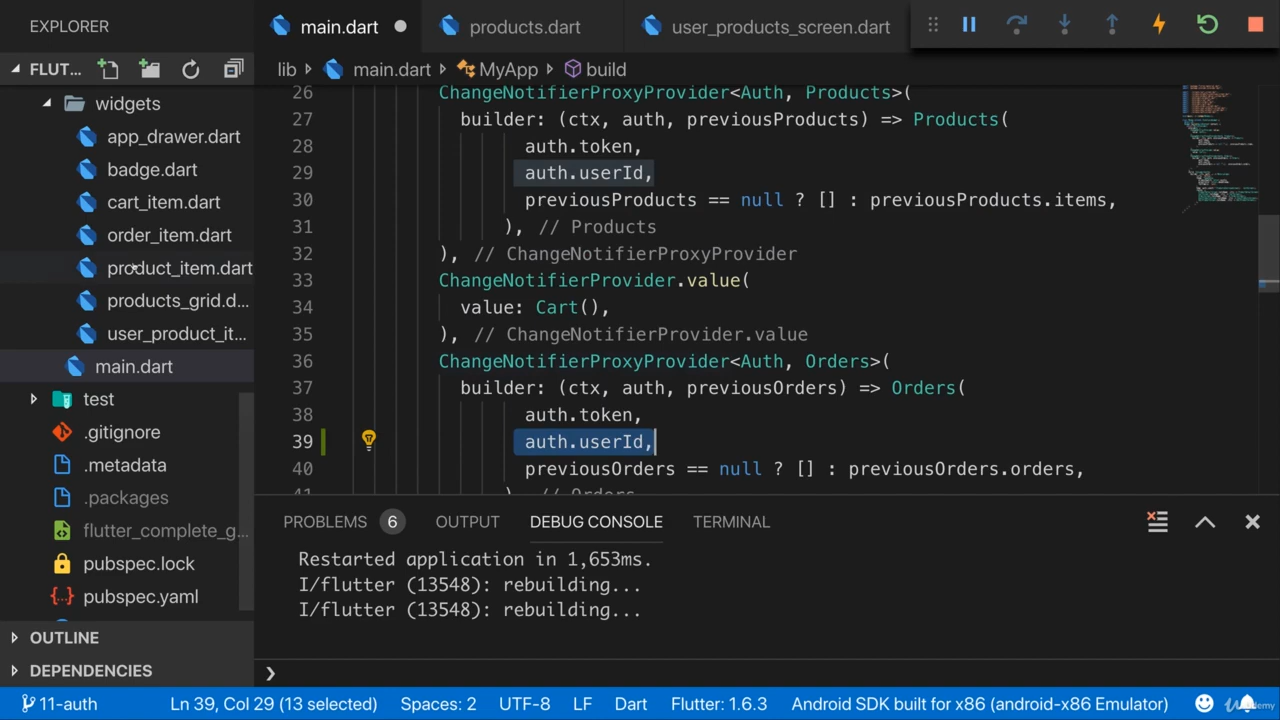 EXPLORER
main.dart
products.dart
user_products_screen.dart
FLUT...
lib > main.dart > MyApp > build
widgets
app_drawer.dart
badge.dart
cart_item.dart
order_item.dart
product_item.dart
products_grid.d...
user_product_it...
main.dart
test
.gitignore
.metadata
.packages
flutter_complete_g...
pubspec.lock
pubspec.yaml
OUTLINE
DEPENDENCIES
26 ChangeNotifierProxyProvider<Auth, Products>(
27 builder: (ctx, auth, previousProducts) => Products(
28 auth.token,
29 auth.userId,
30 previousProducts == null ? [] : previousProducts.items,
31 ), // Products
32 ), // ChangeNotifierProxyProvider
33 ChangeNotifierProvider.value(
34 value: Cart(),
35 ), // ChangeNotifierProvider.value
36 ChangeNotifierProxyProvider<Auth, Orders>(
37 builder: (ctx, auth, previousOrders) => Orders(
38 auth.token,
39 auth.userId,
40 previousOrders == null ? [] : previousOrders.orders,
41 ), // Orders
PROBLEMS 6 OUTPUT DEBUG CONSOLE TERMINAL
Restarted application in 1,653ms.
I/flutter (13548): rebuilding...
I/flutter (13548): rebuilding...
11-auth Ln 39, Col 29 (13 selected) Spaces: 2 UTF-8 LF Dart Flutter: 1.6.3 Android SDK built for x86 (android-x86 Emulator)
Udemy